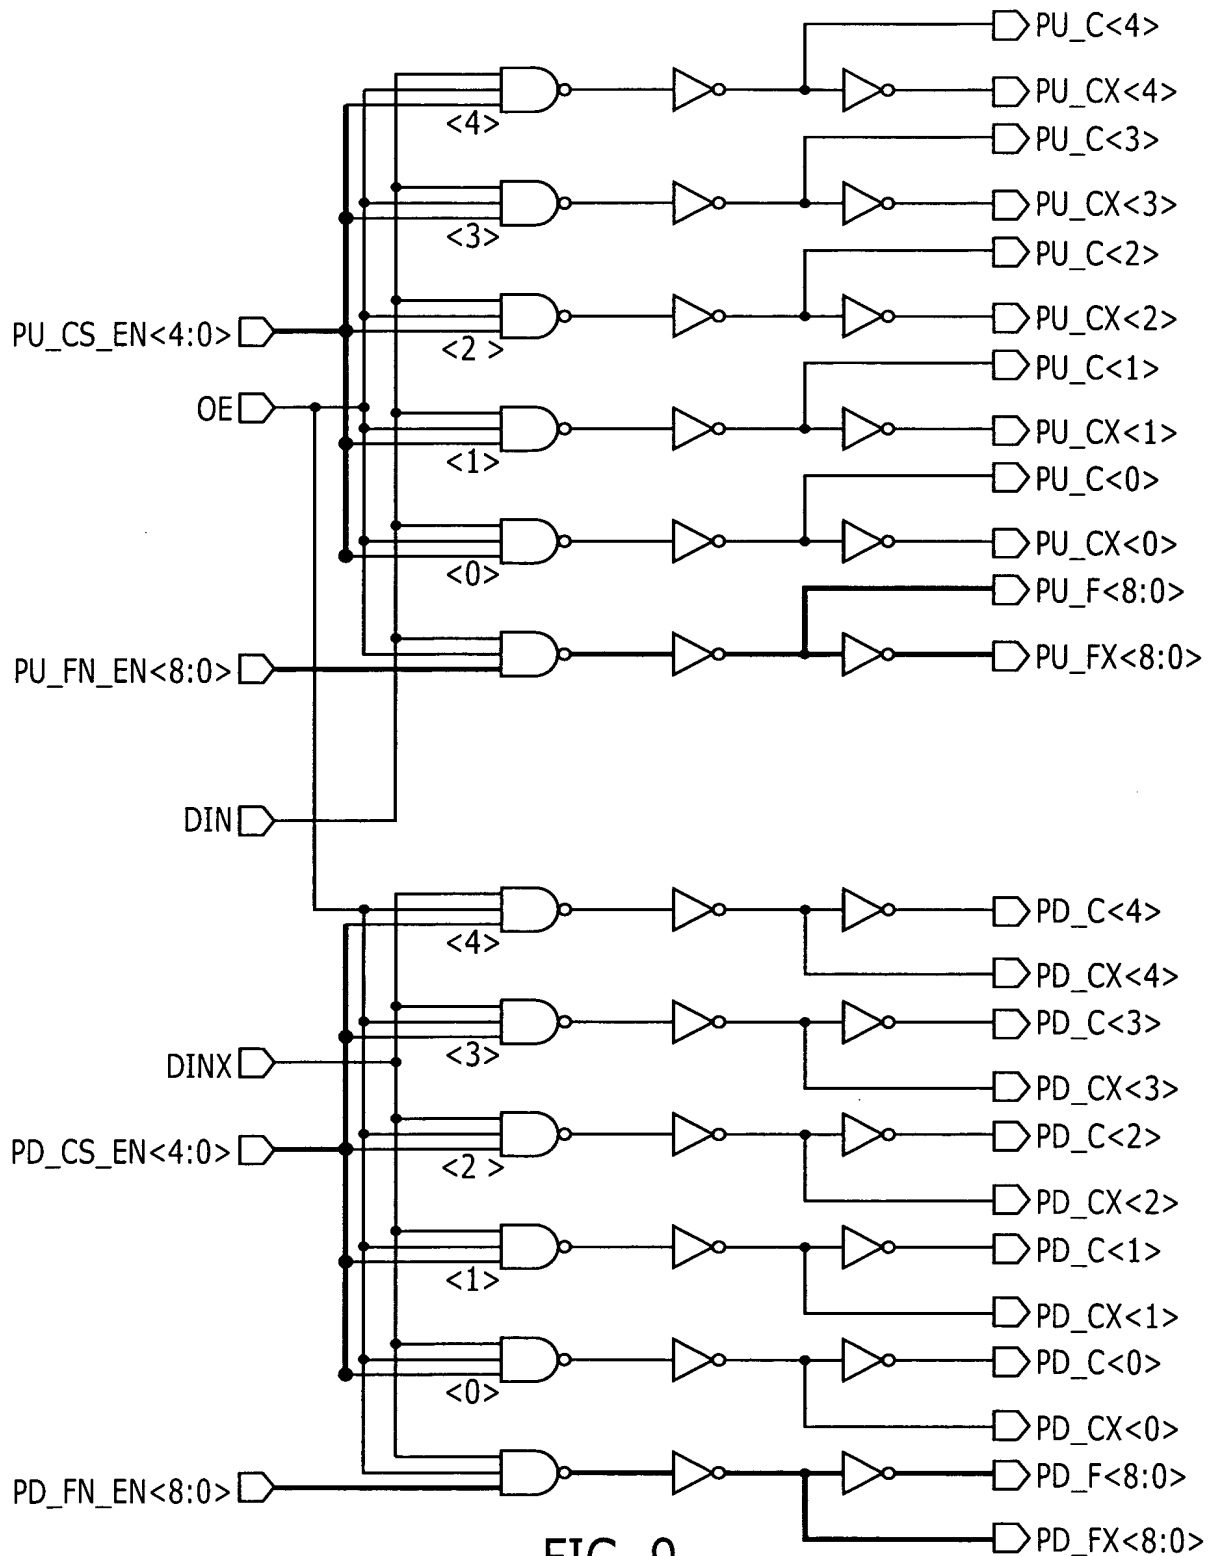 PU_C<4>
PU_CX<4>
<4>
PU_C<3>
PU_CX<3>
<3>
PU_C<2>
PU_CX<2>
PU_CS_EN<4:0>
<2 >
PU_C<1>
OE
PU_CX<1>
<1>
PU_C<0>
PU_CX<0>
<0>
PU_F<8:0>
PU_FN_EN<8:0>
PU_FX<8:0>
DIN
PD_C<4>
<4>
PD_CX<4>
PD_C<3>
<3>
DINX
PD_CX<3>
PD_C<2>
PD_CS_EN<4:0>
<2 >
PD_CX<2>
PD_C<1>
<1>
PD_CX<1>
PD_C<0>
<0>
PD_CX<0>
PD_F<8:0>
PD_FN_EN<8:0>
PD_FX<8:0>
FIG. 9